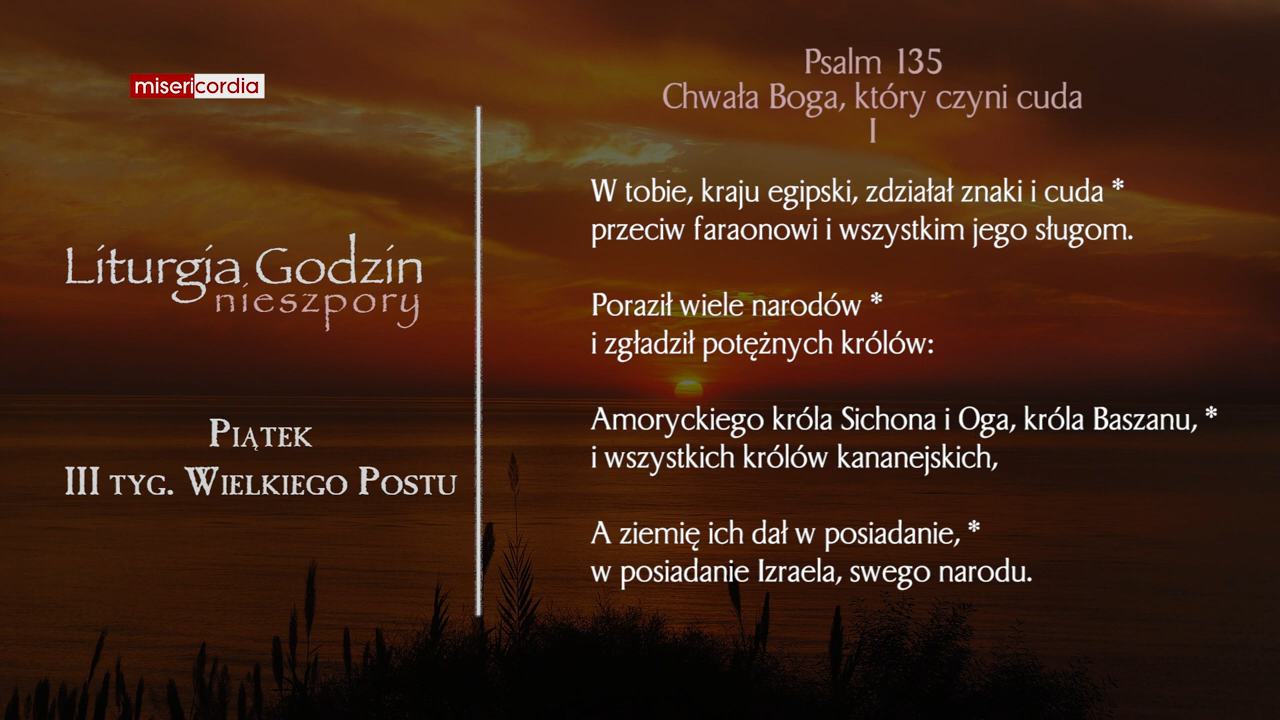 misericordia
Liturgia Godzin
nieszpory
Piątek
III tyg. Wielkiego Postu
Psalm 135
Chwała Boga, który czyni cuda
I
W tobie, kraju egipski, zdziałał znaki i cuda *
przeciw faraonowi i wszystkim jego sługom.
Poraził wiele narodów *
i zgładził potężnych królów:
Amoryckiego króla Sichona i Oga, króla Baszanu, *
i wszystkich królów kananejskich,
A ziemię ich dał w posiadanie, *
w posiadanie Izraela, swego narodu.